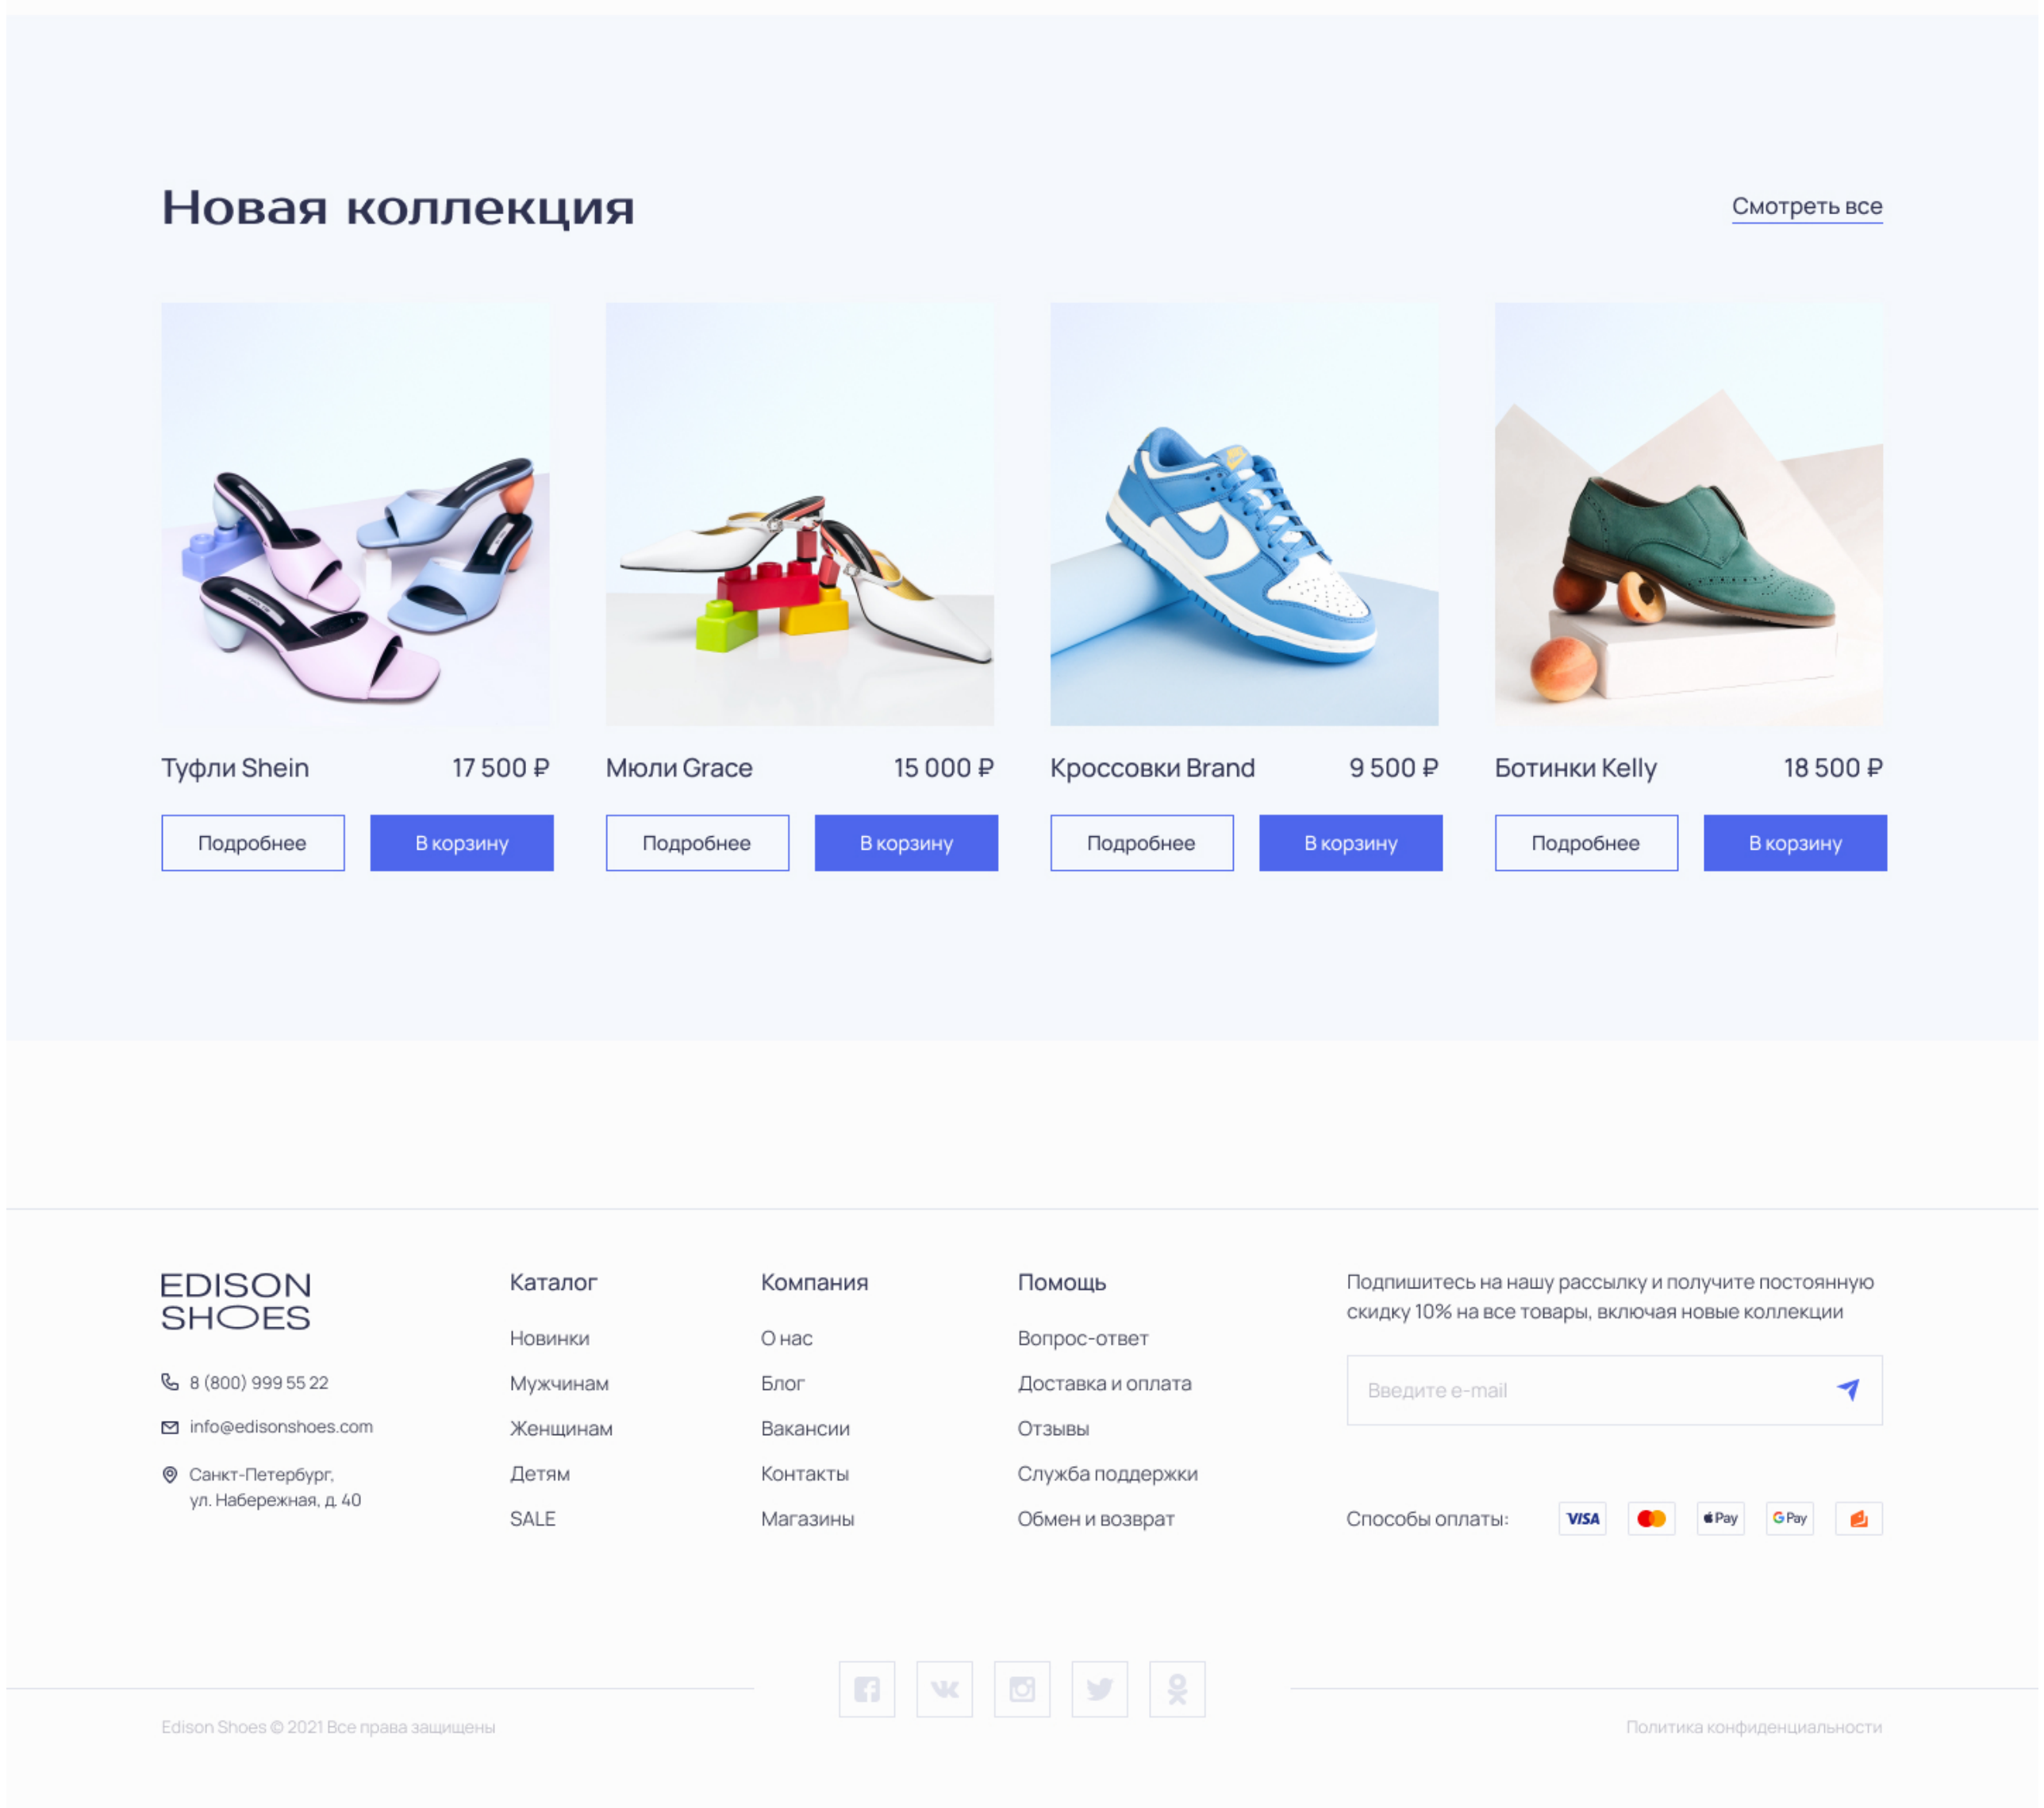 Новая коллекция
Смотреть все
Туфли Shein 17 500 ₽
Мюли Grace 15 000 ₽
Кроссовки Brand 9 500 ₽
Ботинки Kelly 18 500 ₽
Подробнее В корзину
Подробнее В корзину
Подробнее В корзину
Подробнее В корзину
EDISON
SHOES
8 (800) 999 55 22
info@edisonshoes.com
Санкт-Петербург,
ул. Набережная, д. 40
Каталог
Новинки
Мужчинам
Женщинам
Детям
SALE
Компания
О нас
Блог
Вакансии
Контакты
Магазины
Помощь
Вопрос-ответ
Доставка и оплата
Отзывы
Служба поддержки
Обмен и возврат
Подпишитесь на нашу рассылку и получите постоянную
скидку 10% на все товары, включая новые коллекции
Введите e-mail
Способы оплаты:
VISA
Pay
G Pay
Edison Shoes © 2021 Все права защищены
Политика конфиденциальности